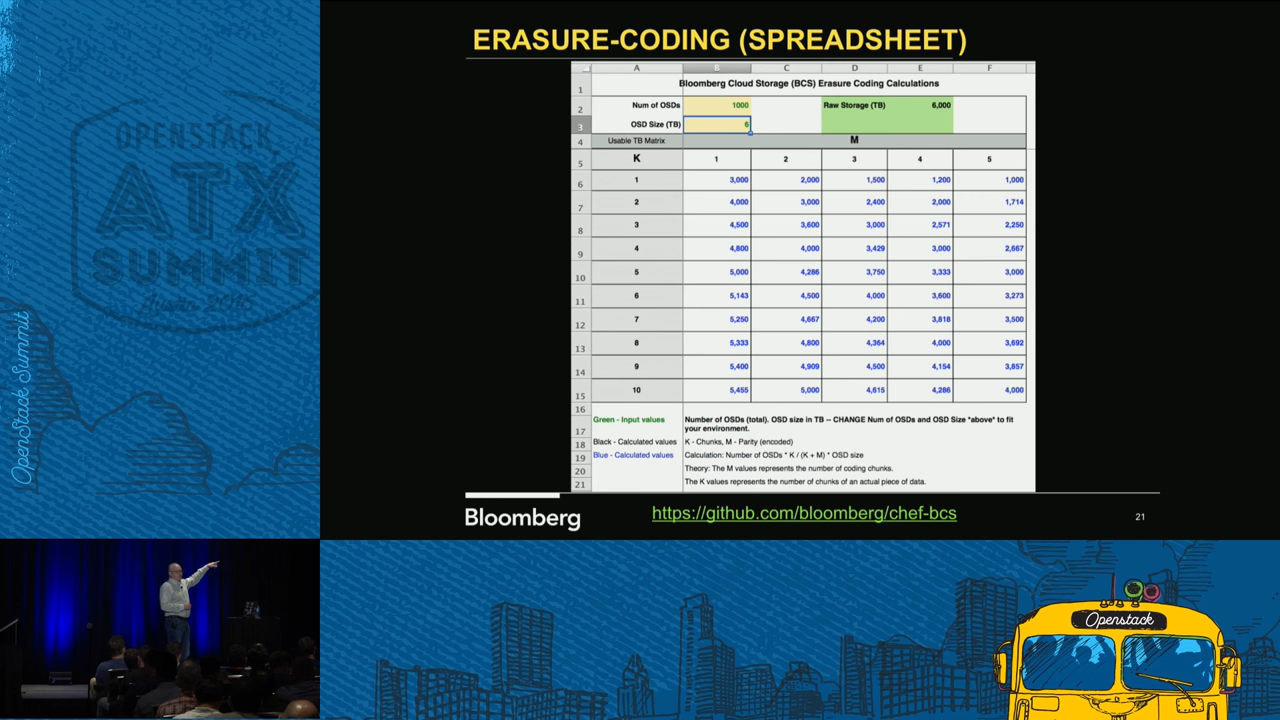 ERASURE-CODING (SPREADSHEET)
A B C D E F
1 Bloomberg Cloud Storage (BCS) Erasure Coding Calculations
2 Num of OSDs 1000 Raw Storage (TB) 6,000
3 OSD Size (TB) 6
4 Usable TB Matrix M
5 K 1 2 3 4 5
6 1 3,000 2,000 1,500 1,200 1,000
7 2 4,000 3,000 2,400 2,000 1,714
8 3 4,500 3,600 3,000 2,571 2,250
9 4 4,800 4,000 3,429 3,000 2,667
10 5 5,000 4,286 3,750 3,333 3,000
11 6 5,143 4,500 4,000 3,600 3,273
12 7 5,250 4,667 4,200 3,818 3,500
13 8 5,333 4,800 4,364 4,000 3,692
14 9 5,400 4,909 4,500 4,154 3,857
15 10 5,455 5,000 4,615 4,286 4,000
16
17 Green - Input values Number of OSDs (total). OSD size in TB – CHANGE Num of OSDs and OSD Size *above* to fit
your environment.
18 Black - Calculated values K - Chunks, M - Parity (encoded)
19 Blue - Calculated values Calculation: Number of OSDs * K / (K + M) * OSD size
20 Theory: The M values represents the number of coding chunks.
21 The K values represents the number of chunks of an actual piece of data.
Bloomberg
https://github.com/bloomberg/chef-bcs
21
OPENSTACK
ATX
SUMMIT
OpenStack Summit
Openstack